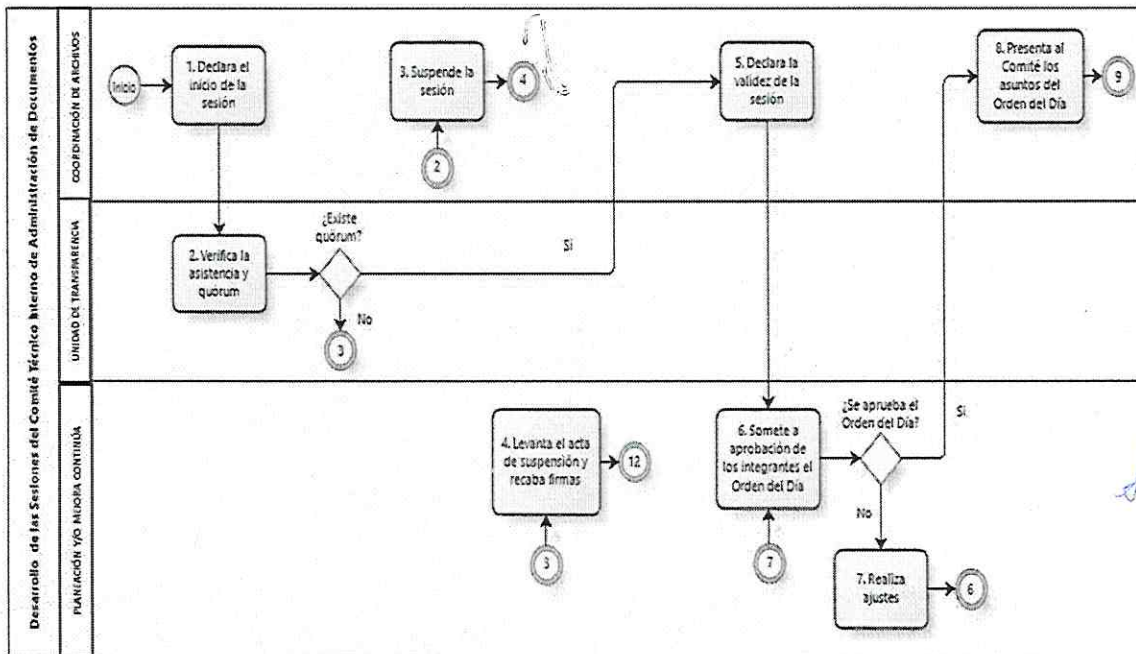 Desarrollo de las Sesiones del Comité Técnico Interno de Administración de Documentos
COORDINACIÓN DE ARCHIVOS
Inicio
1. Declara el
inicio de la
sesión
3. Suspende la
sesión
4
2
5. Declara la
validez de la
sesión
8. Presenta al
Comité los
asuntos del
Orden del Día
9
UNIDAD DE TRANSPARENCIA
2. Verifica la
asistencia y
quórum
¿Existe
quórum?
Si
No
3
PLANEACIÓN Y/O MEJORA CONTINÚA
4. Levanta el acta
de suspensión y
recaba firmas
12
3
6. Somete a
aprobación de
los integrantes el
Orden del Día
7
¿Se aprueba el
Orden del Día?
Si
No
7. Realiza
ajustes
6